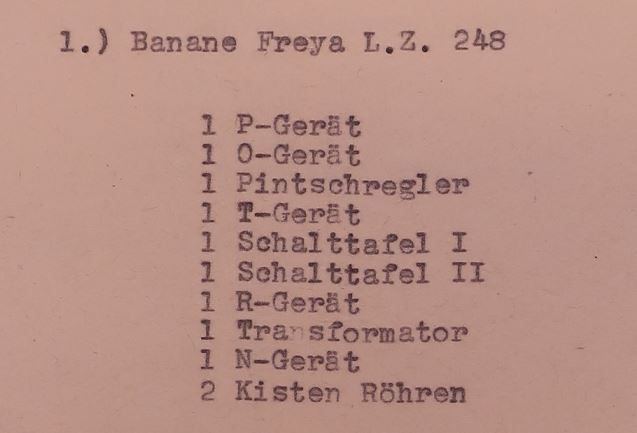 1.) Banane Freya L.Z. 248
1 P-Gerät
1 O-Gerät
1 Pintschregler
1 T-Gerät
1 Schalttafel I
1 Schalttafel II
1 R-Gerät
1 Transformator
1 N-Gerät
2 Kisten Röhren